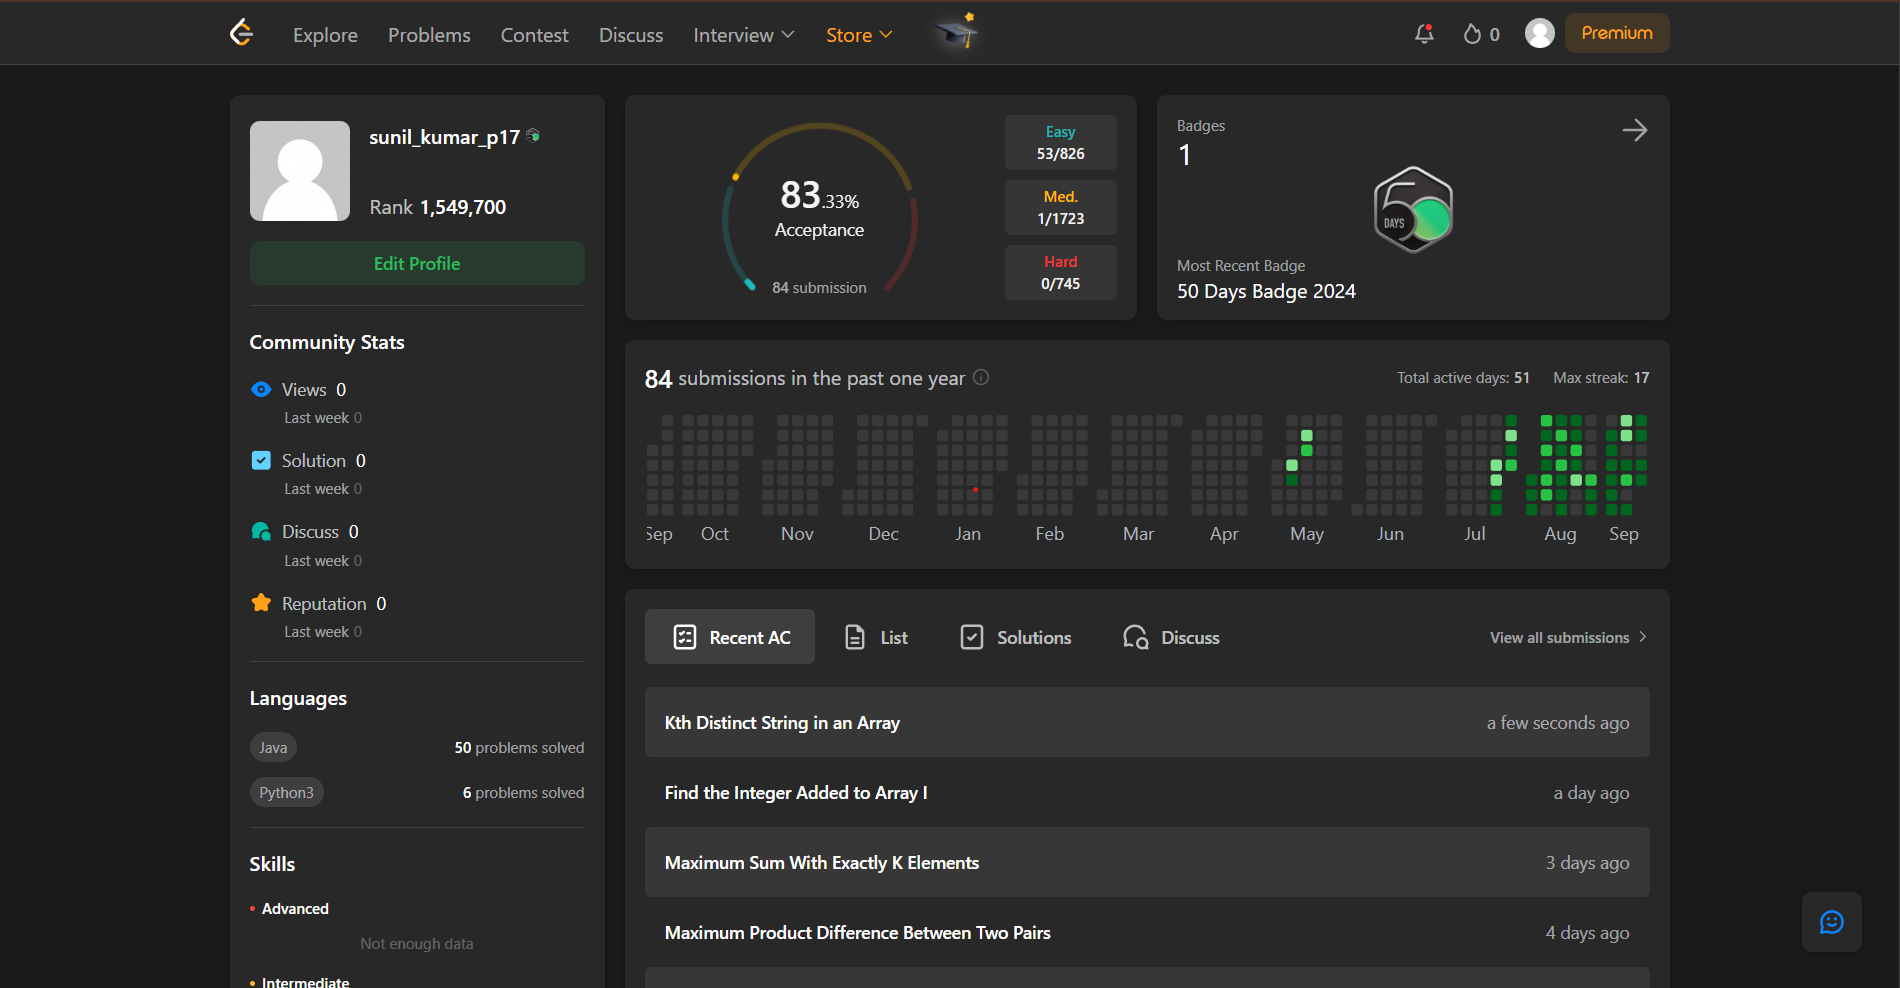 Explore Problems Contest Discuss Interview Store 0 Premium
sunil_kumar_p17
Rank 1,549,700
Edit Profile
Community Stats
Views 0
Last week 0
Solution 0
Last week 0
Discuss 0
Last week 0
Reputation 0
Last week 0
Languages
Java 50 problems solved
Python3 6 problems solved
Skills
Advanced
Not enough data
Intermediate
83.33%
Acceptance
84 submission
Easy
53/826
Med.
1/1723
Hard
0/745
Badges
1
50
DAYS
Most Recent Badge
50 Days Badge 2024
84 submissions in the past one year Total active days: 51 Max streak: 17
Sep Oct Nov Dec Jan Feb Mar Apr May Jun Jul Aug Sep
Recent AC List Solutions Discuss View all submissions
Kth Distinct String in an Array a few seconds ago
Find the Integer Added to Array I a day ago
Maximum Sum With Exactly K Elements 3 days ago
Maximum Product Difference Between Two Pairs 4 days ago